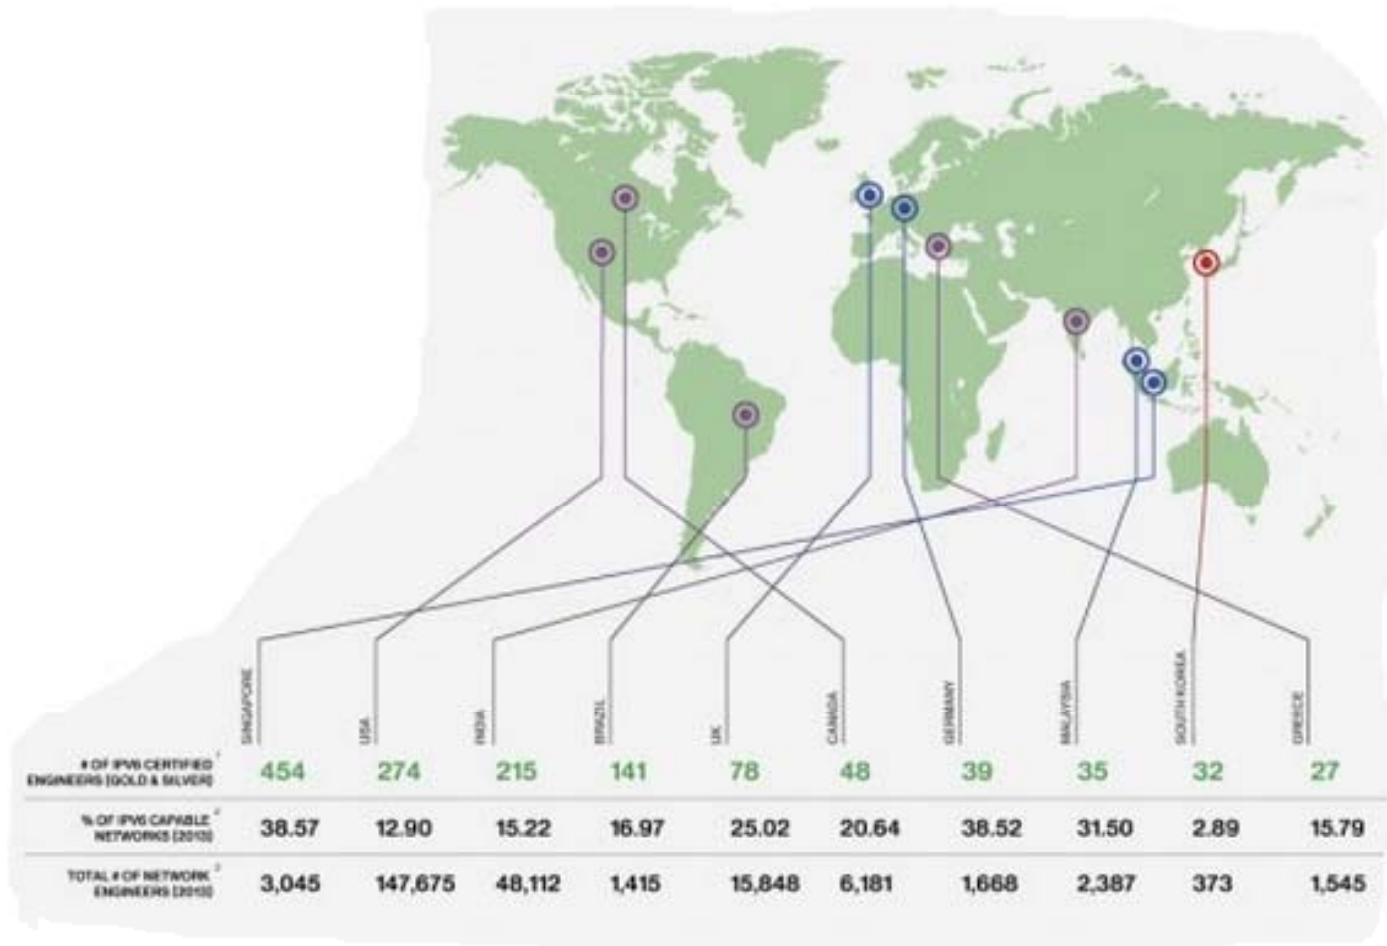 SINGAPORE
USA
INDIA
BRAZIL
UK
CANADA
GERMANY
MALAYSIA
SOUTH KOREA
GREECE
# OF IPV6 CERTIFIED 1
ENGINEERS [GOLD & SILVER]
454 274 215 141 78 48 39 35 32 27
% OF IPV6 CAPABLE 2
NETWORKS [2013]
38.57 12.90 15.22 16.97 25.02 20.64 38.52 31.50 2.89 15.79
TOTAL # OF NETWORK 3
ENGINEERS [2013]
3,045 147,675 48,112 1,415 15,848 6,181 1,668 2,387 373 1,545